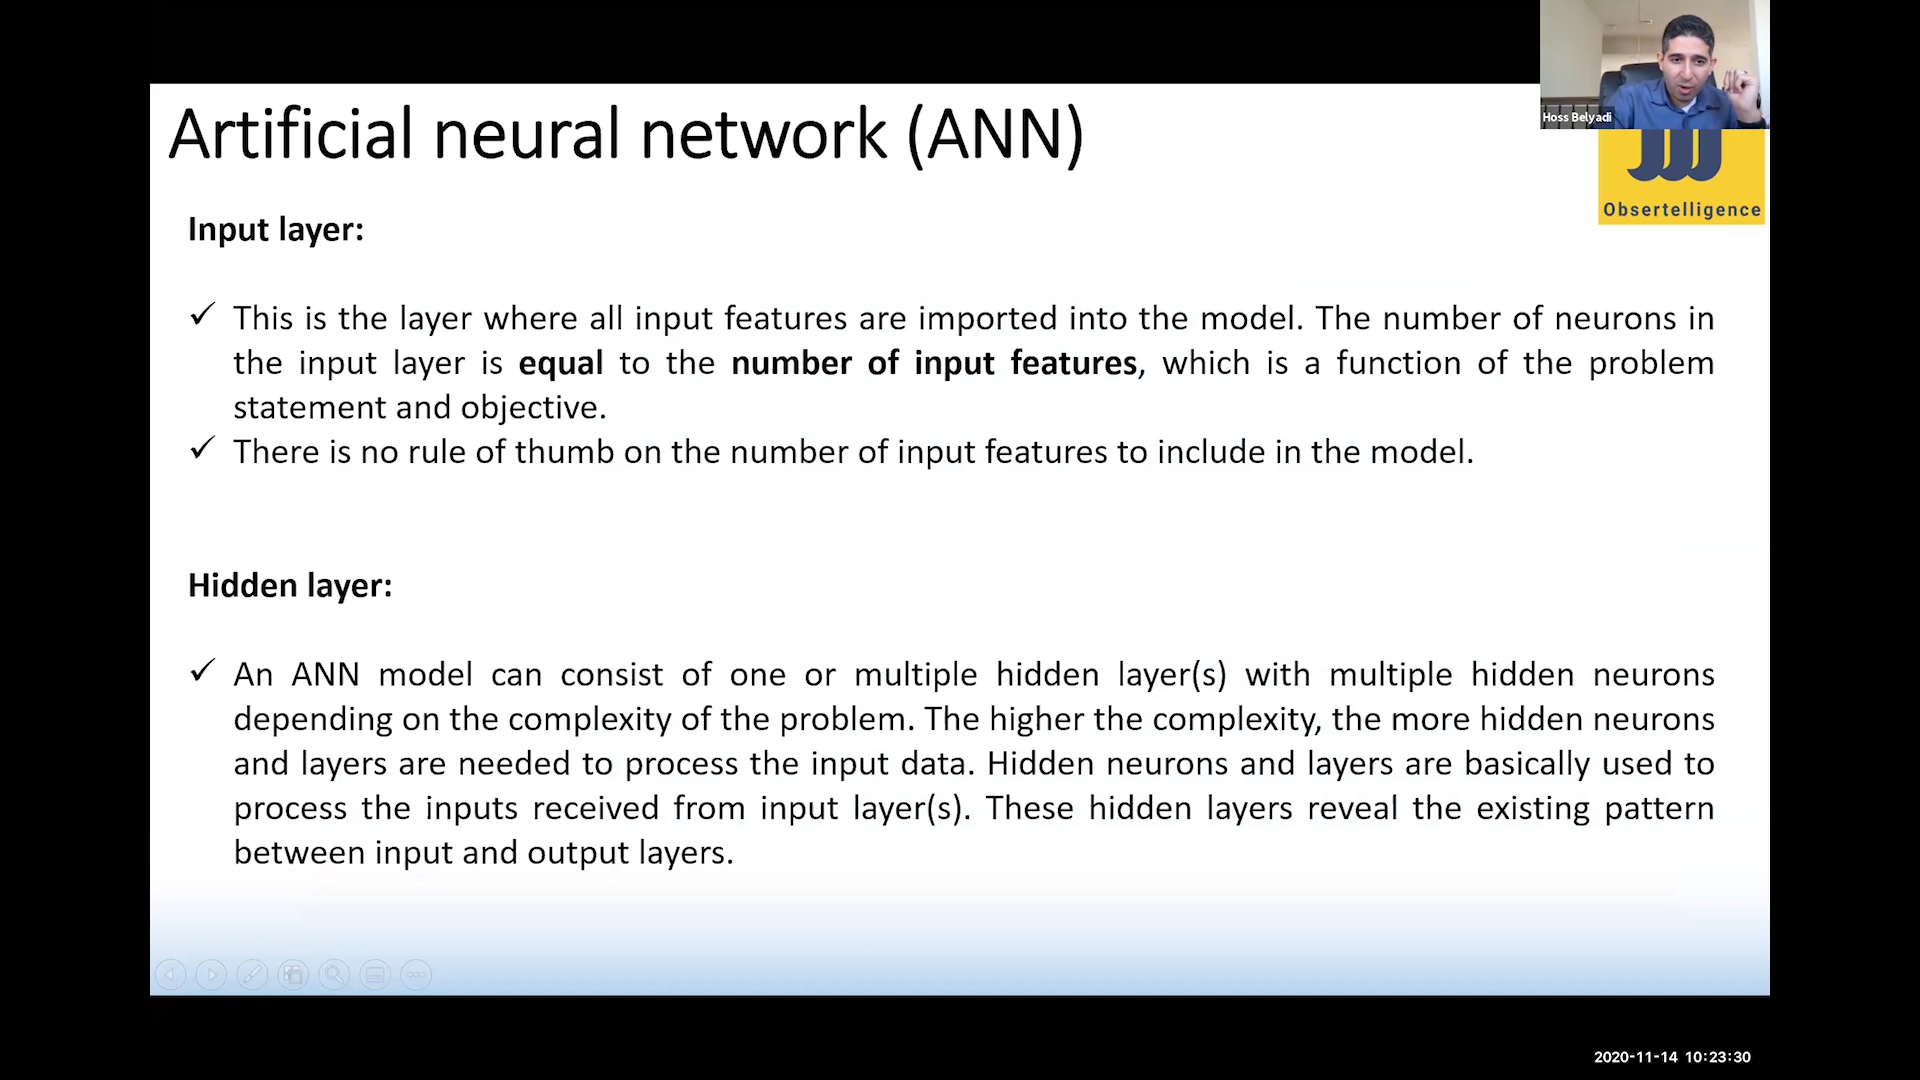 Hoss Belyadi
Artificial neural network (ANN)
Obsertelligence
Input layer:
✓ This is the layer where all input features are imported into the model. The number of neurons in
the input layer is equal to the number of input features, which is a function of the problem
statement and objective.
✓ There is no rule of thumb on the number of input features to include in the model.
Hidden layer:
✓ An ANN model can consist of one or multiple hidden layer(s) with multiple hidden neurons
depending on the complexity of the problem. The higher the complexity, the more hidden neurons
and layers are needed to process the input data. Hidden neurons and layers are basically used to
process the inputs received from input layer(s). These hidden layers reveal the existing pattern
between input and output layers.
2020-11-14 10:23:30